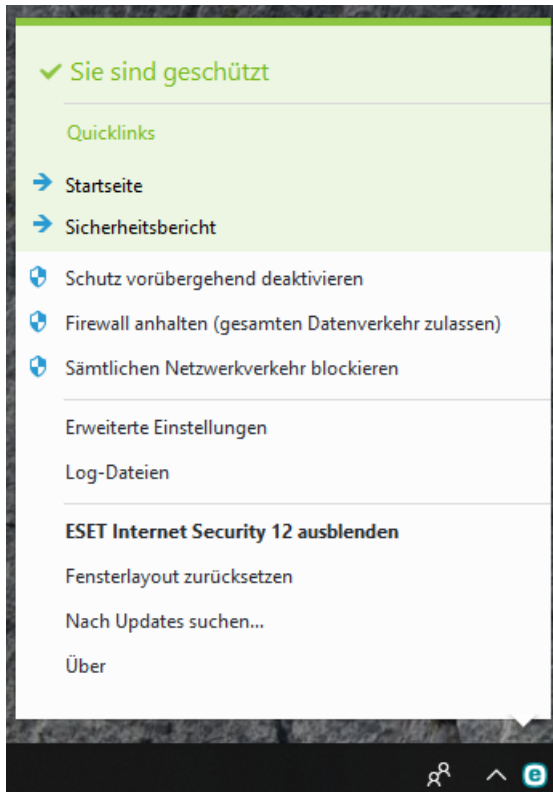 Sie sind geschützt
Quicklinks
Startseite
Sicherheitsbericht
Schutz vorübergehend deaktivieren
Firewall anhalten (gesamten Datenverkehr zulassen)
Sämtlichen Netzwerkverkehr blockieren
Erweiterte Einstellungen
Log-Dateien
ESET Internet Security 12 ausblenden
Fensterlayout zurücksetzen
Nach Updates suchen...
Über
e